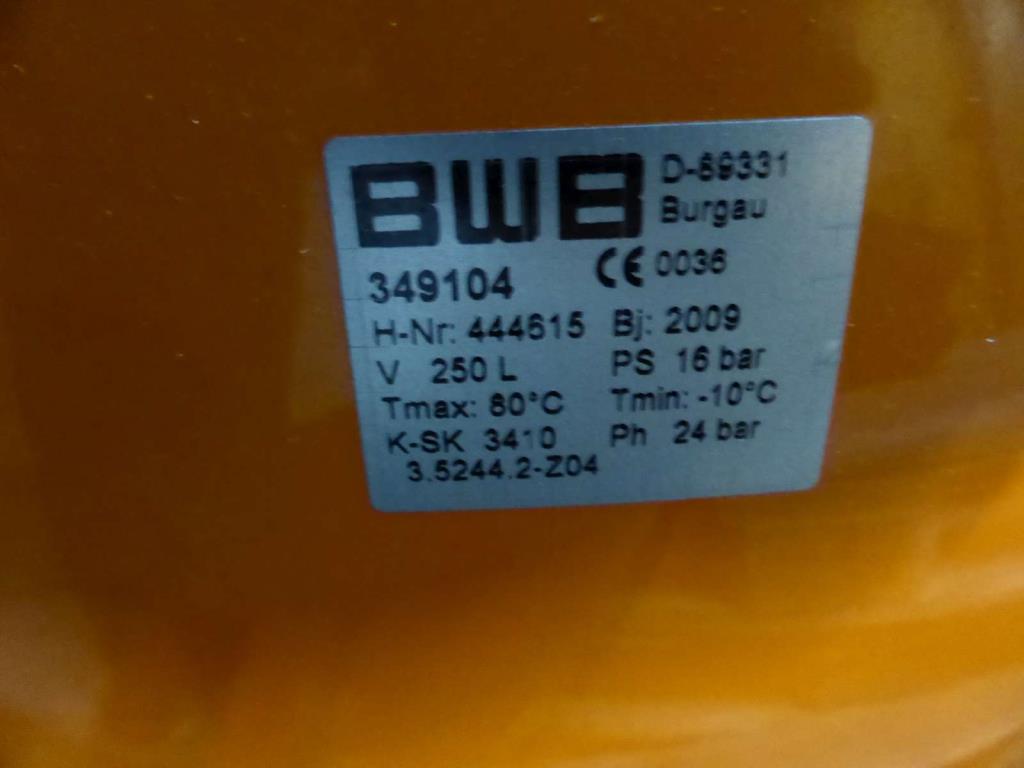 BWB
D-89331
Burgau
349104 CE 0036
H-Nr: 444615 Bj: 2009
V 250 L PS 16 bar
Tmax: 80°C Tmin: -10°C
K-SK 3410 Ph 24 bar
3.5244.2-Z04